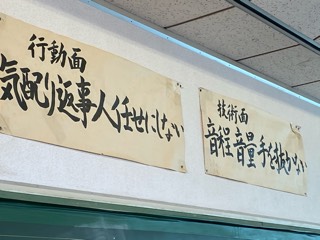 行動面
気配り返事人任せにしない
技術面
音程音量手を抜かない